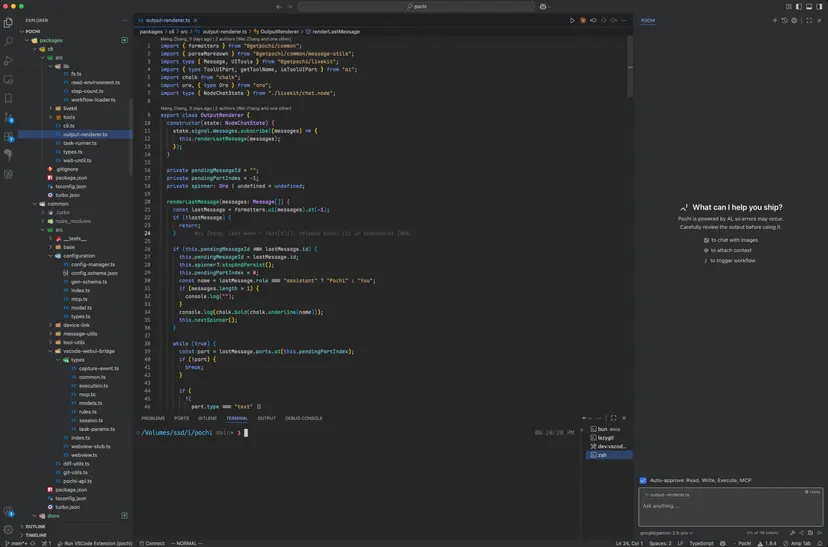 pochi
EXPLORER
POCHI
packages
cli
src
lib
fs.ts
read-environment.ts
step-count.ts
workflow-loader.ts
livekit
tools
cli.ts
output-renderer.ts
task-runner.ts
types.ts
wait-until.ts
.gitignore
package.json
tsconfig.json
turbo.json
common
.turbo
node_modules
src
__tests__
base
configuration
config-manager.ts
config.schema.json
gen-schema.ts
index.ts
mcp.ts
model.ts
types.ts
device-link
message-utils
tool-utils
vscode-webui-bridge
types
capture-event.ts
common.ts
execution.ts
mcp.ts
models.ts
rules.ts
session.ts
task-params.ts
index.ts
webview-stub.ts
webview.ts
diff-utils.ts
git-utils.ts
pochi-api.ts
package.json
tsconfig.json
turbo.json
docs
OUTLINE
TIMELINE
output-renderer.ts
packages > cli > src > output-renderer.ts > OutputRenderer > renderLastMessage
Meng Zhang, 5 days ago | 2 authors (Wei Zhang and one other)
1 import { formatters } from "@getpochi/common";
2 import { parseMarkdown } from "@getpochi/common/message-utils";
3 import type { Message, UITools } from "@getpochi/livekit";
4 import { type ToolUIPart, getToolName, isToolUIPart } from "ai";
5 import chalk from "chalk";
6 import ora, { type Ora } from "ora";
7 import type { NodeChatState } from "./livekit/chat.node";
8
Meng Zhang, 5 days ago | 2 authors (Wei Zhang and one other)
9 export class OutputRenderer {
10 constructor(state: NodeChatState) {
11 state.signal.messages.subscribe((messages) => {
12 this.renderLastMessage(messages);
13 });
14 }
15
16 private pendingMessageId = "";
17 private pendingPartIndex = -1;
18 private spinner: Ora | undefined = undefined;
19
20 renderLastMessage(messages: Message[]) {
21 const lastMessage = formatters.ui(messages).at(-1);
22 if (!lastMessage) {
23 return;
24 }
25
26 if (this.pendingMessageId !== lastMessage.id) {
27 this.pendingMessageId = lastMessage.id;
28 this.spinner?.stopAndPersist();
29 this.pendingPartIndex = 0;
30 const name = lastMessage.role === "assistant" ? "Pochi" : "You";
31 if (messages.length > 1) {
32 console.log("");
33 }
34 console.log(chalk.bold(chalk.underline(name)));
35 this.nextSpinner();
36 }
37
38 while (true) {
39 const part = lastMessage.parts.at(this.pendingPartIndex);
40 if (!part) {
41 break;
42 }
43
44 if (
45 !(
46 part.type === "text" ||
PROBLEMS PORTS GITLENS TERMINAL OUTPUT DEBUG CONSOLE
/Volumes/ssd/i/pochi main*
06:26:26 PM
bun docs
lazygit
dev:vscod...
zsh
POCHI
What can I help you ship?
Pochi is powered by AI, so errors may occur.
Carefully review the output before using it.
to chat with images
@ to attach context
/ to trigger workflow
Auto-approve: Read, Write, Execute, MCP
output-renderer.ts
Ask anything ...
google/gemini-2.5-pro
main* Run VSCode Extension (pochi) Connect -- NORMAL -- Ln 24, Col 1 Spaces: 2 LF TypeScript Pochi 1.9.4 Amp Tab